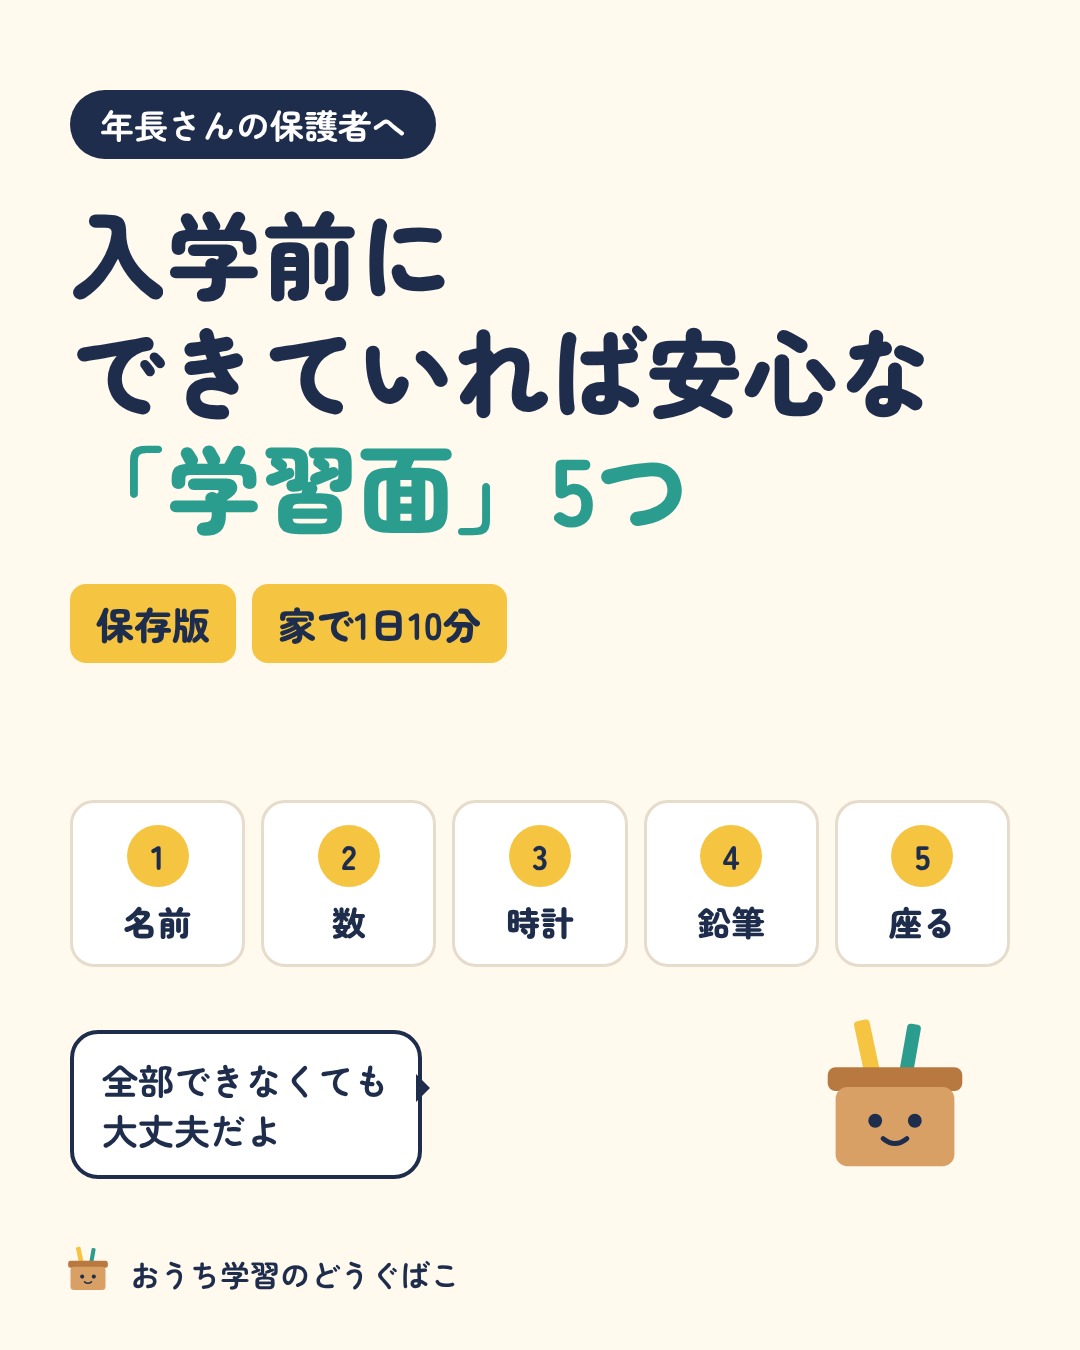 年長さんの保護者へ
入学前に
できていれば安心な
「学習面」5つ
保存版
家で1日10分
1
名前
2
数
3
時計
4
鉛筆
5
座る
全部できなくても
大丈夫だよ
おうち学習のどうぐばこ